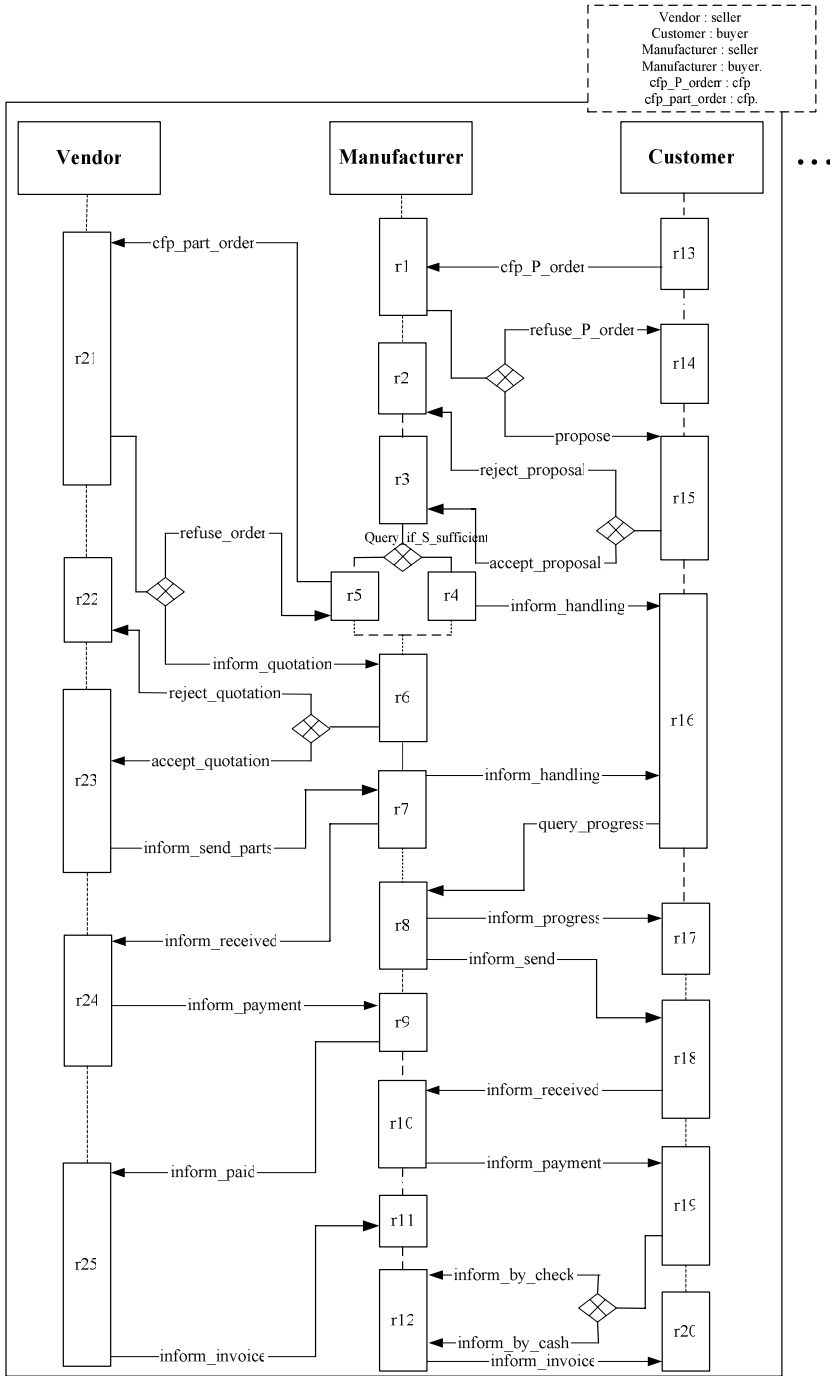 Vendor : seller
Customer : buyer
Manufacturer : seller
Manufacturer : buyer.
cfp_P_orderr : cfp
cfp_part_order : cfp.
Vendor
Manufacturer
Customer
...
cfp_part_order
r1
cfp_P_order
r13
r21
r2
refuse_P_order
r14
propose
reject_proposal
r3
r15
refuse_order
Query_if_S_sufficient
accept_proposal
r22
r5
r4
inform_handling
inform_quotation
reject_quotation
r6
r16
accept_quotation
r23
r7
inform_handling
query_progress
inform_send_parts
inform_received
r8
inform_progress
r17
inform_send
r24
inform_payment
r9
r18
inform_received
r10
inform_paid
inform_payment
r19
r11
r25
inform_by_check
r12
inform_by_cash
r20
inform_invoice
inform_invoice